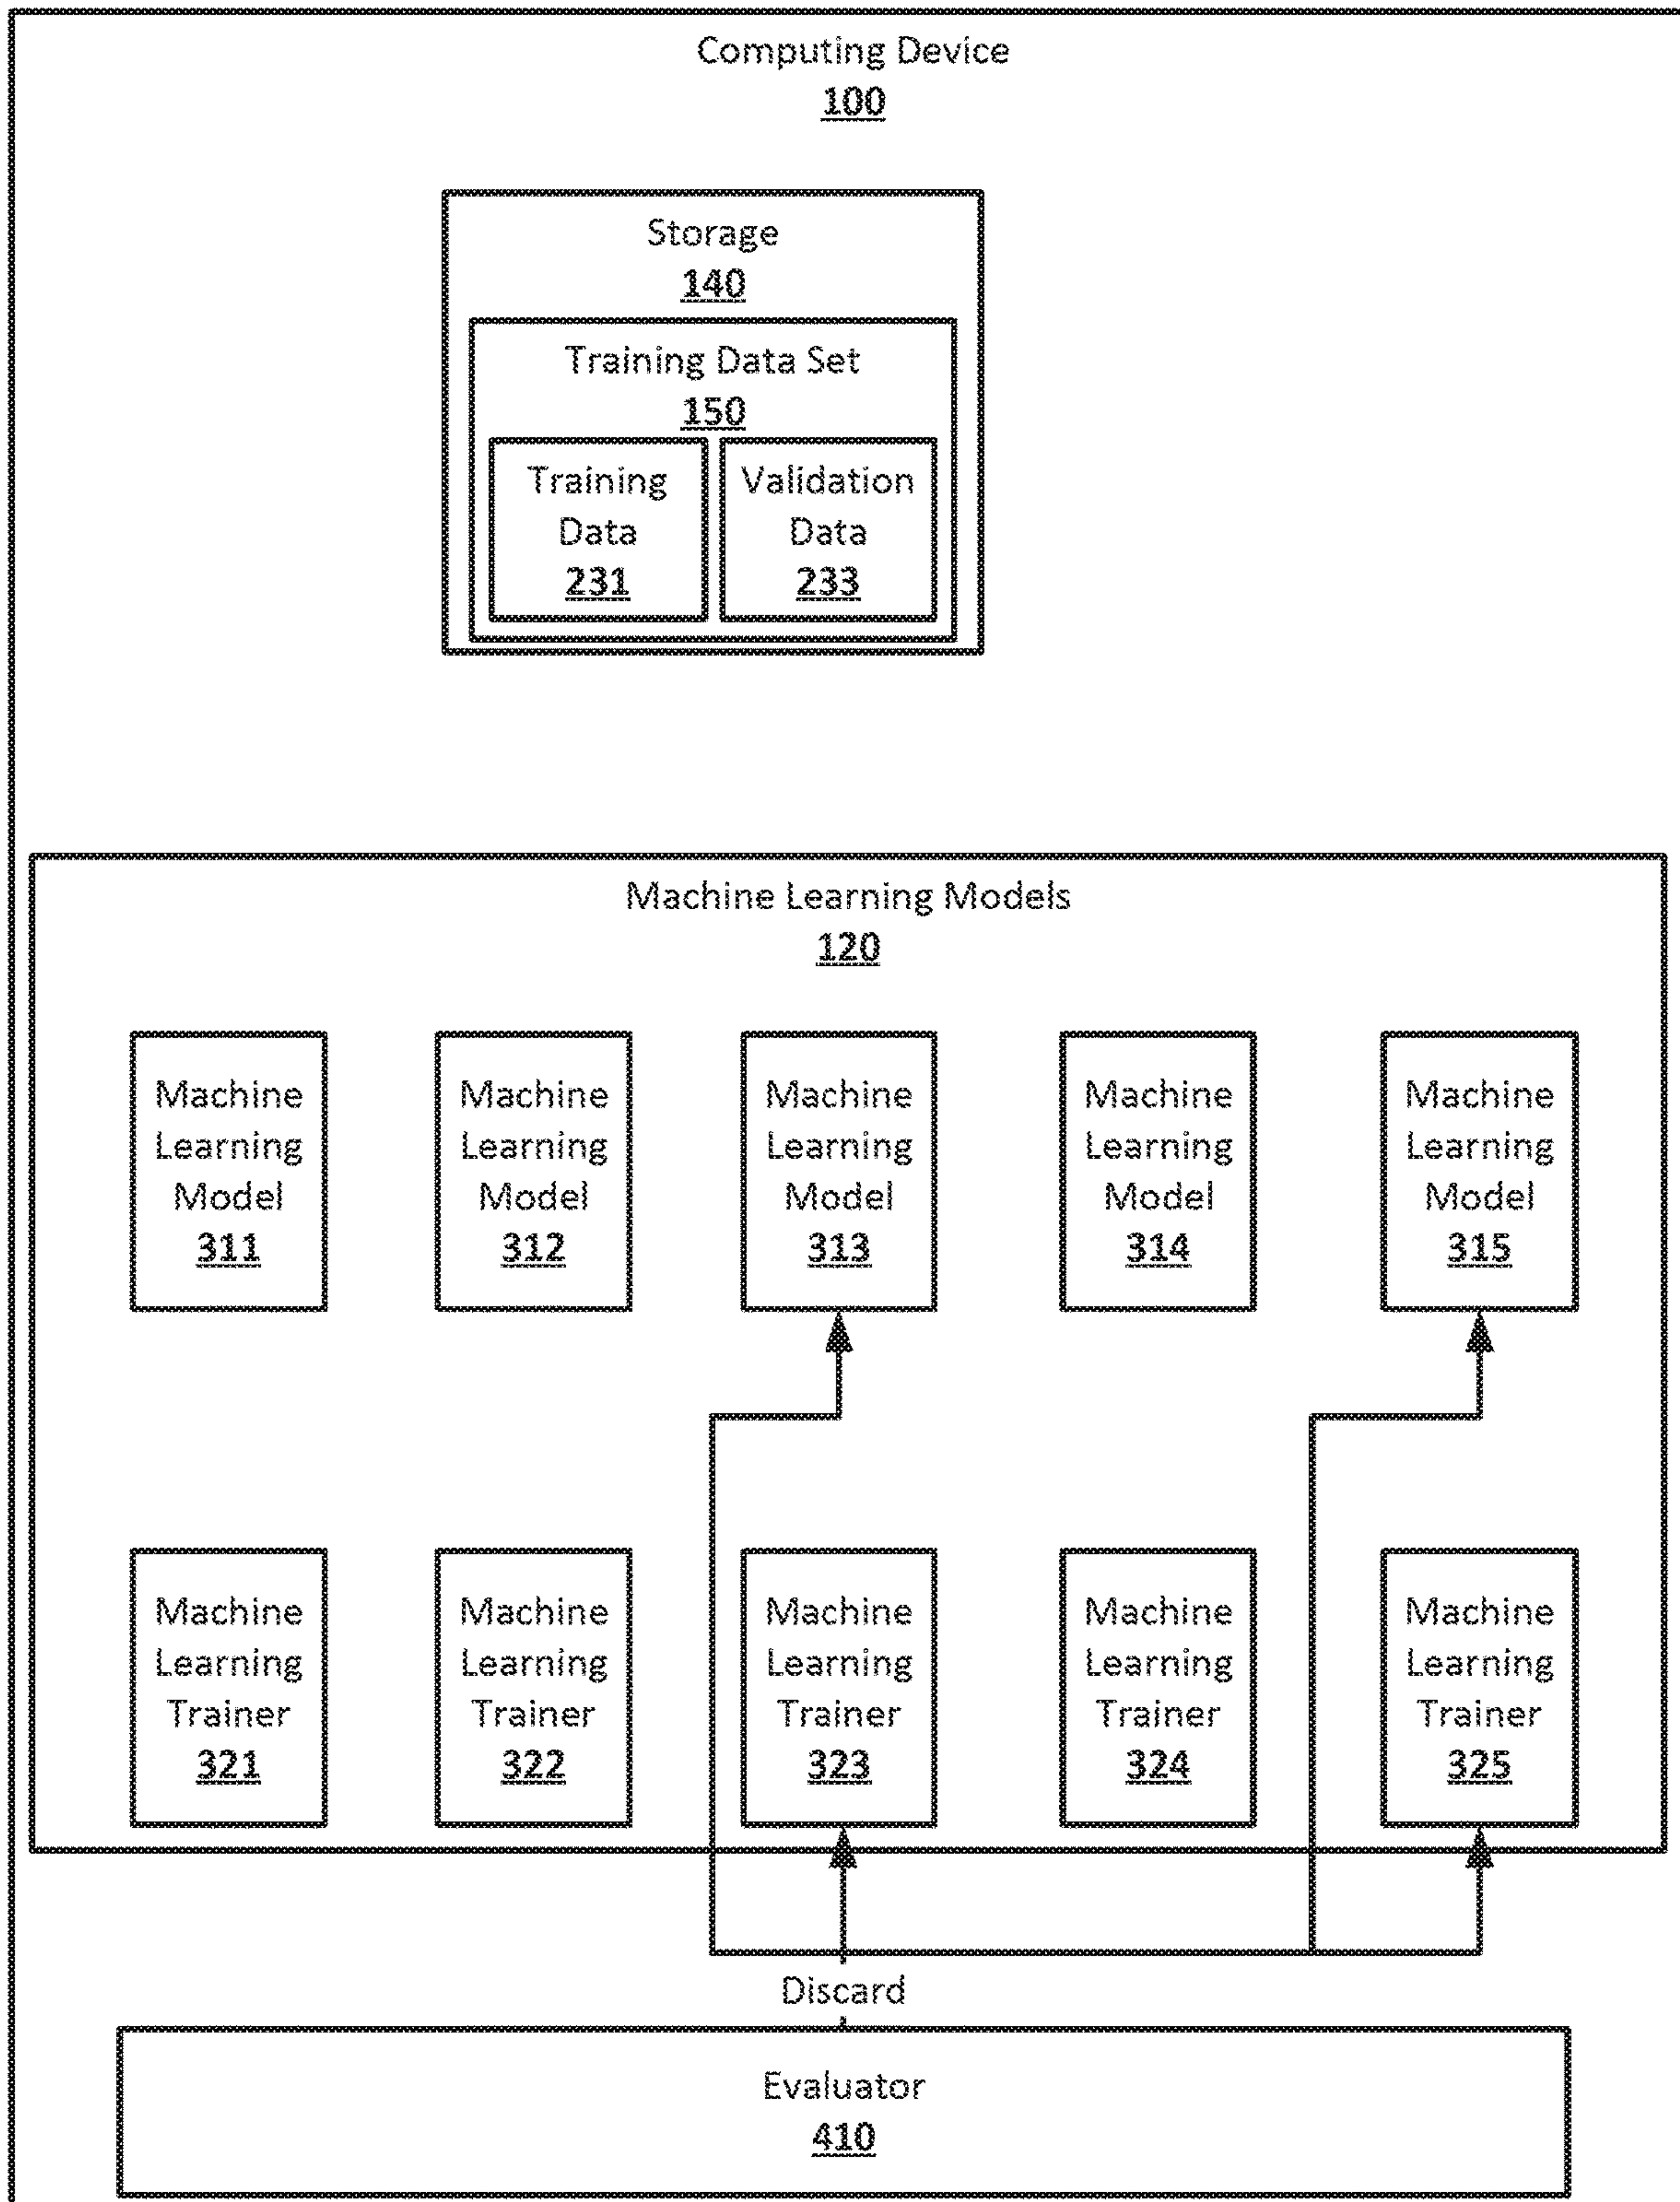 Computing Device
100
Storage
140
Training Data Set
150
Training
Data
231
Validation
Data
233
Machine Learning Models
120
Machine
Learning
Model
311
Machine
Learning
Model
312
Machine
Learning
Model
313
Machine
Learning
Model
314
Machine
Learning
Model
315
Machine
Learning
Trainer
321
Machine
Learning
Trainer
322
Machine
Learning
Trainer
323
Machine
Learning
Trainer
324
Machine
Learning
Trainer
325
Discard
Evaluator
410